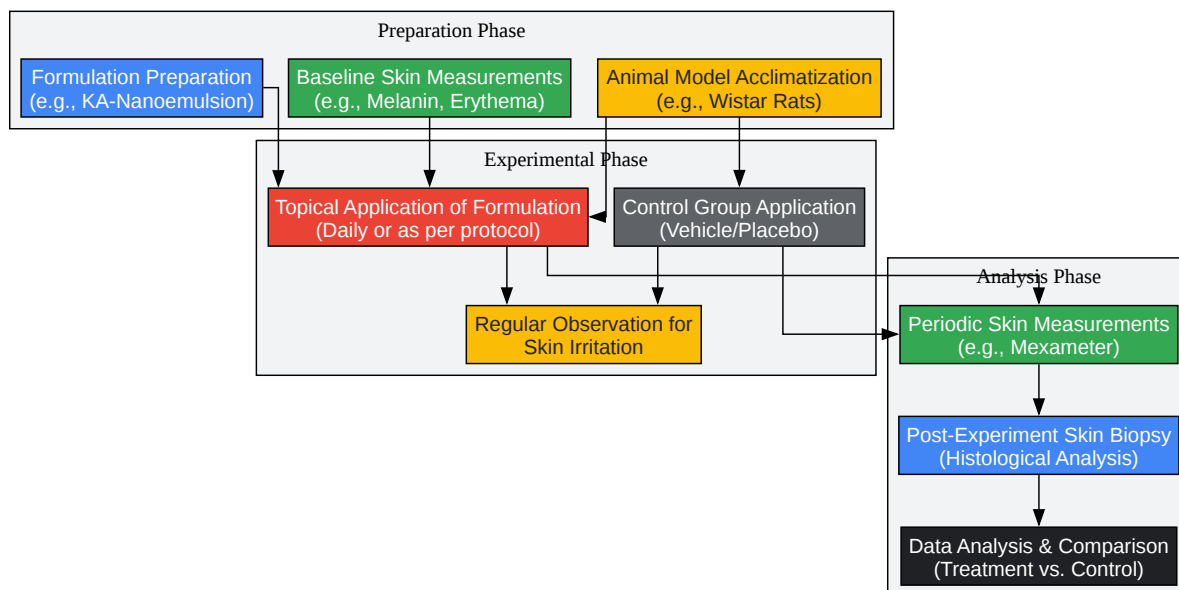 Preparation Phase
Formulation Preparation
(e.g., KA-Nanoemulsion)
Baseline Skin Measurements
(e.g., Melanin, Erythema)
Animal Model Acclimatization
(e.g., Wistar Rats)
Experimental Phase
Topical Application of Formulation
(Daily or as per protocol)
Control Group Application
(Vehicle/Placebo)
Regular Observation for
Skin Irritation
Analysis Phase
Periodic Skin Measurements
(e.g., Mexameter)
Post-Experiment Skin Biopsy
(Histological Analysis)
Data Analysis & Comparison
(Treatment vs. Control)